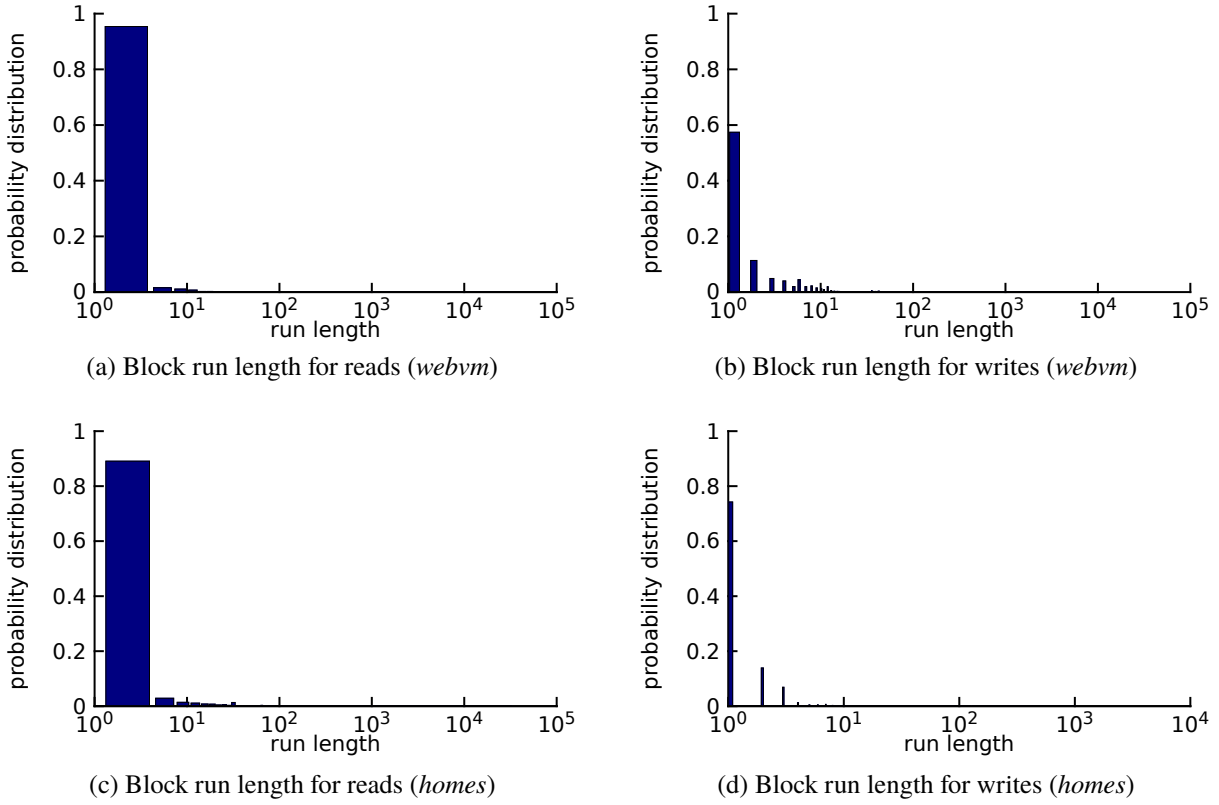 1
0.8
0.6
0.4
0.2
0
probability distribution
10^0 10^1 10^2 10^3 10^4 10^5
run length
(a) Block run length for reads (webvm)
1
0.8
0.6
0.4
0.2
0
probability distribution
10^0 10^1 10^2 10^3 10^4 10^5
run length
(b) Block run length for writes (webvm)
1
0.8
0.6
0.4
0.2
0
probability distribution
10^0 10^1 10^2 10^3 10^4 10^5
run length
(c) Block run length for reads (homes)
1
0.8
0.6
0.4
0.2
0
probability distribution
10^0 10^1 10^2 10^3 10^4
run length
(d) Block run length for writes (homes)